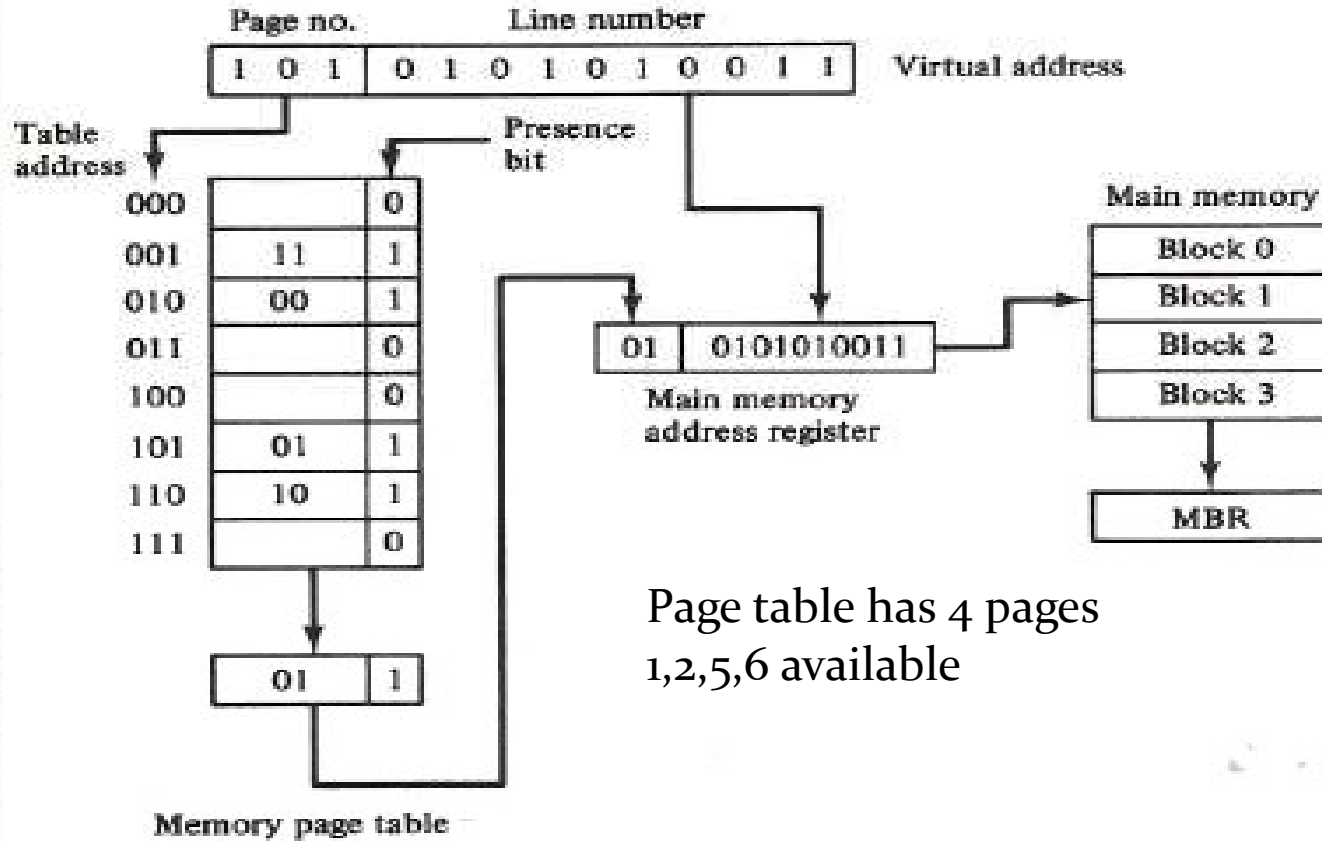 Page no. Line number
1 0 1 0 1 0 1 0 1 0 0 1 1 Virtual address
Table address
Presence bit
000 0
001 11 1
010 00 1
011 0
100 0
101 01 1
110 10 1
111 0
01 1
Memory page table
01 0101010011
Main memory
address register
Main memory
Block 0
Block 1
Block 2
Block 3
MBR
Page table has 4 pages
1,2,5,6 available